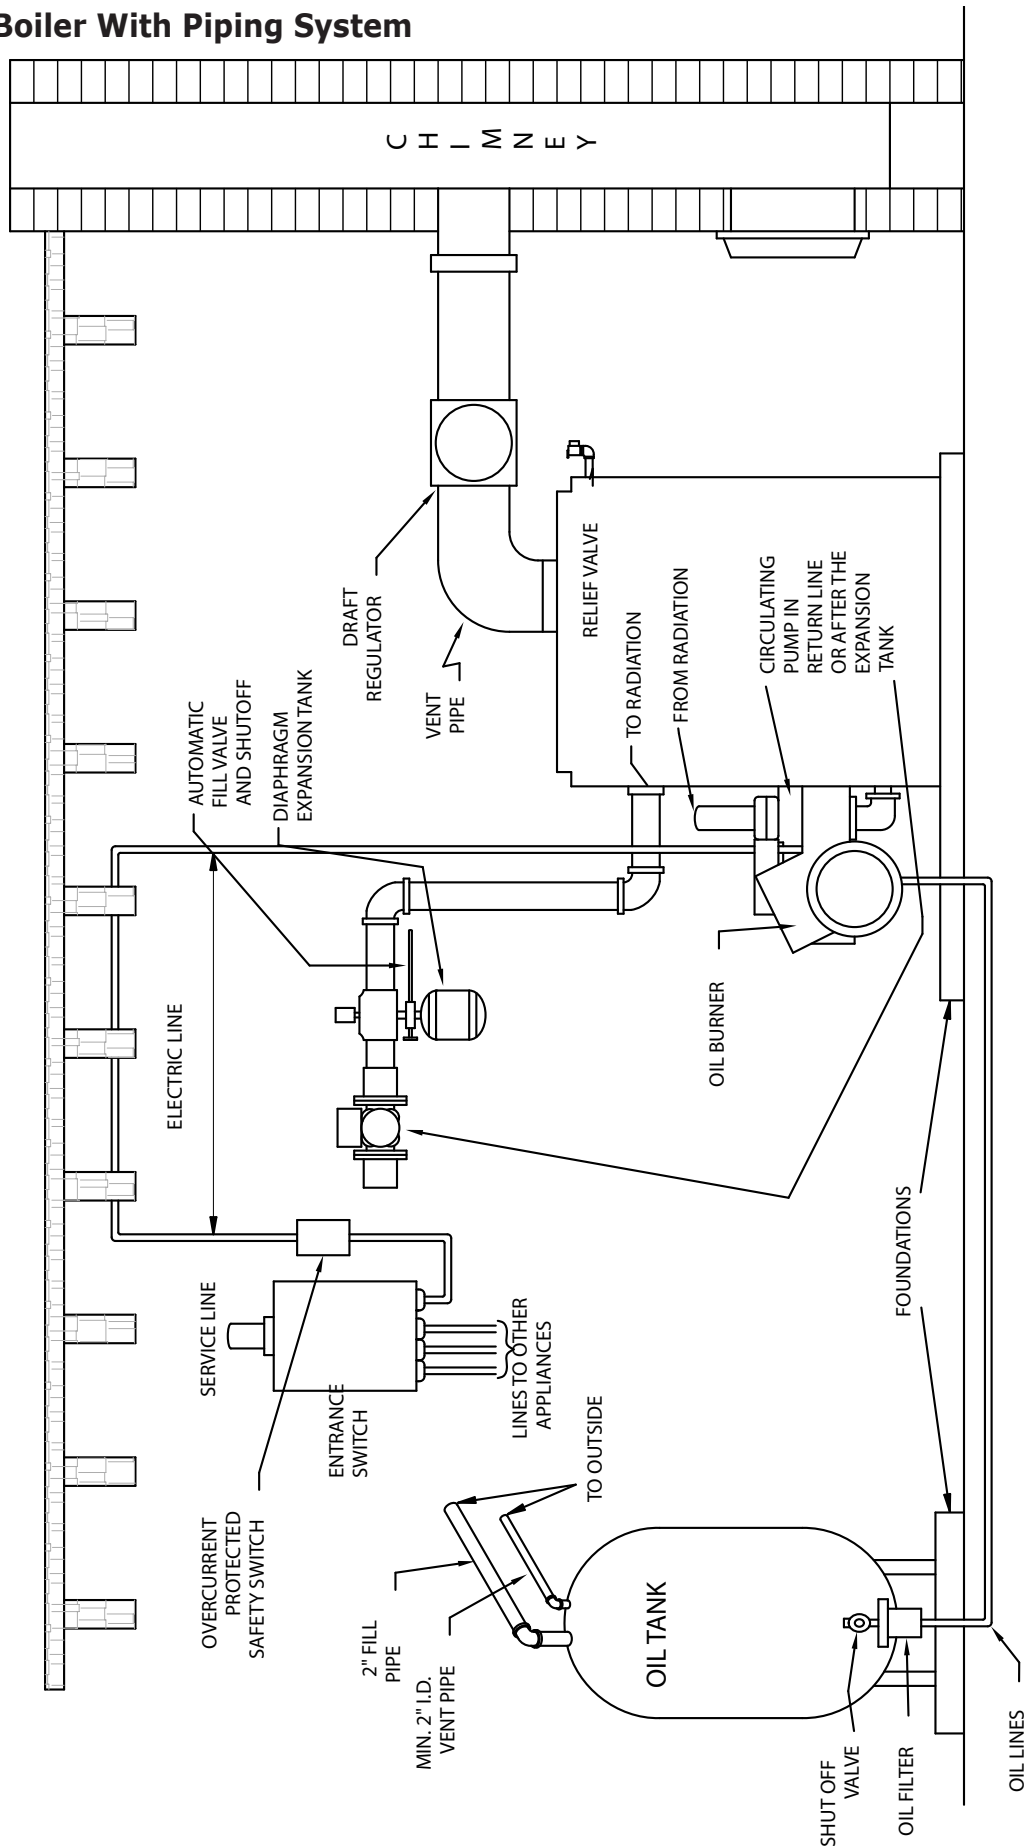 Boiler With Piping System
CHIMNEY
DRAFT
REGULATOR
VENT
PIPE
RELIEF VALVE
AUTOMATIC
FILL VALVE
AND SHUTOFF
DIAPHRAGM
EXPANSION TANK
TO RADIATION
FROM RADIATION
CIRCULATING
PUMP IN
RETURN LINE
OR AFTER THE
EXPANSION
TANK
ELECTRIC LINE
OIL BURNER
SERVICE LINE
ENTRANCE
SWITCH
LINES TO OTHER
APPLIANCES
FOUNDATIONS
OVERCURRENT
PROTECTED
SAFETY SWITCH
TO OUTSIDE
2" FILL
PIPE
MIN. 2" I.D.
VENT PIPE
OIL TANK
SHUT OFF
VALVE
OIL FILTER
OIL LINES